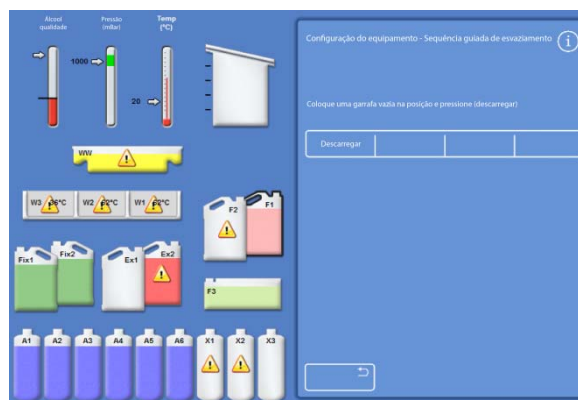 Álcool
qualidade
Pressão
(mBar)
Temp
(°C)
1000
20
WW
W3
W2
W1
F2
F1
Fix1
Fix2
Ex1
Ex2
F3
A1
A2
A3
A4
A5
A6
X1
X2
X3
Configuração do equipamento - Sequência guiada de esvaziamento
Coloque uma garrafa vazia na posição e pressione (descarregar)
Descarregar